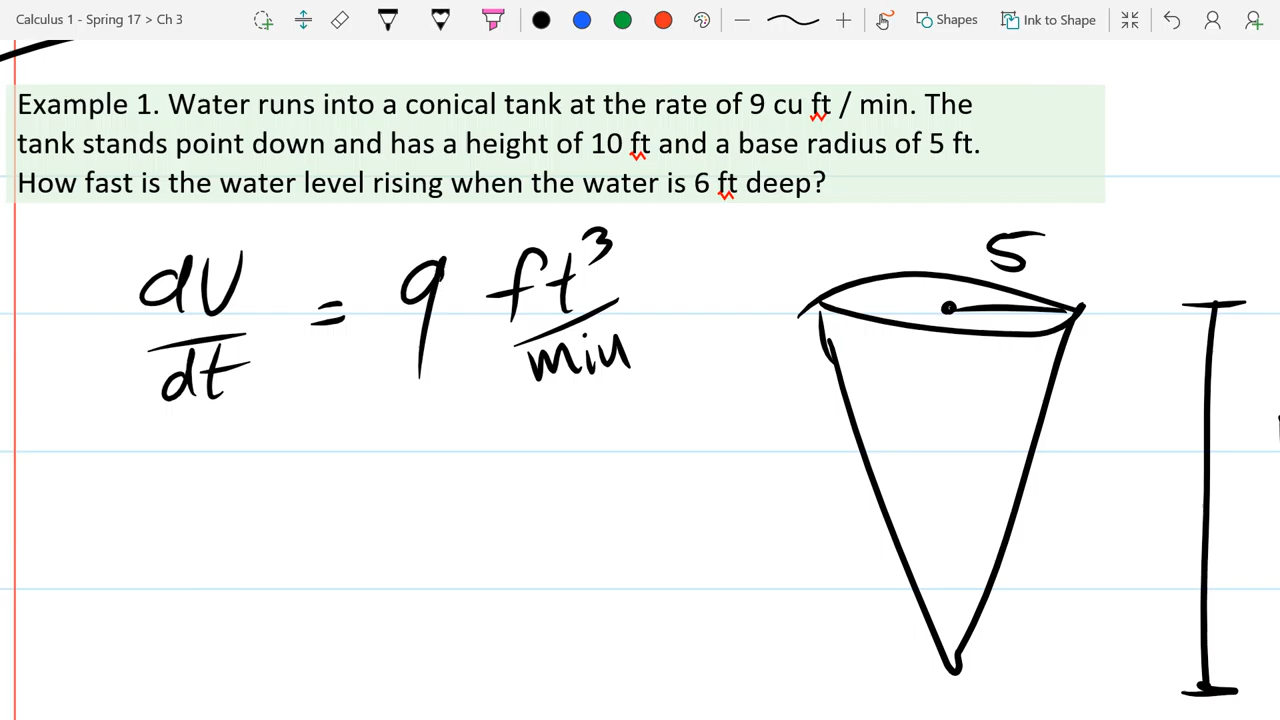 Calculus 1 - Spring 17 > Ch 3
Shapes
Ink to Shape
Example 1. Water runs into a conical tank at the rate of 9 cu ft / min. The
tank stands point down and has a height of 10 ft and a base radius of 5 ft.
How fast is the water level rising when the water is 6 ft deep?
dV/dt = 9 ft³/min
5